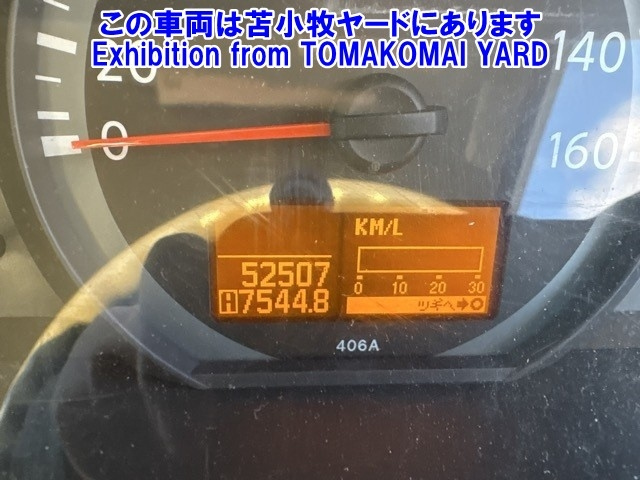 この車両は苫小牧ヤードにあります
Exhibition from TOMAKOMAI YARD
20
0
140
160
KM/L
52507
A 7544.8
0 10 20 30
ツギヘ➔O
406A